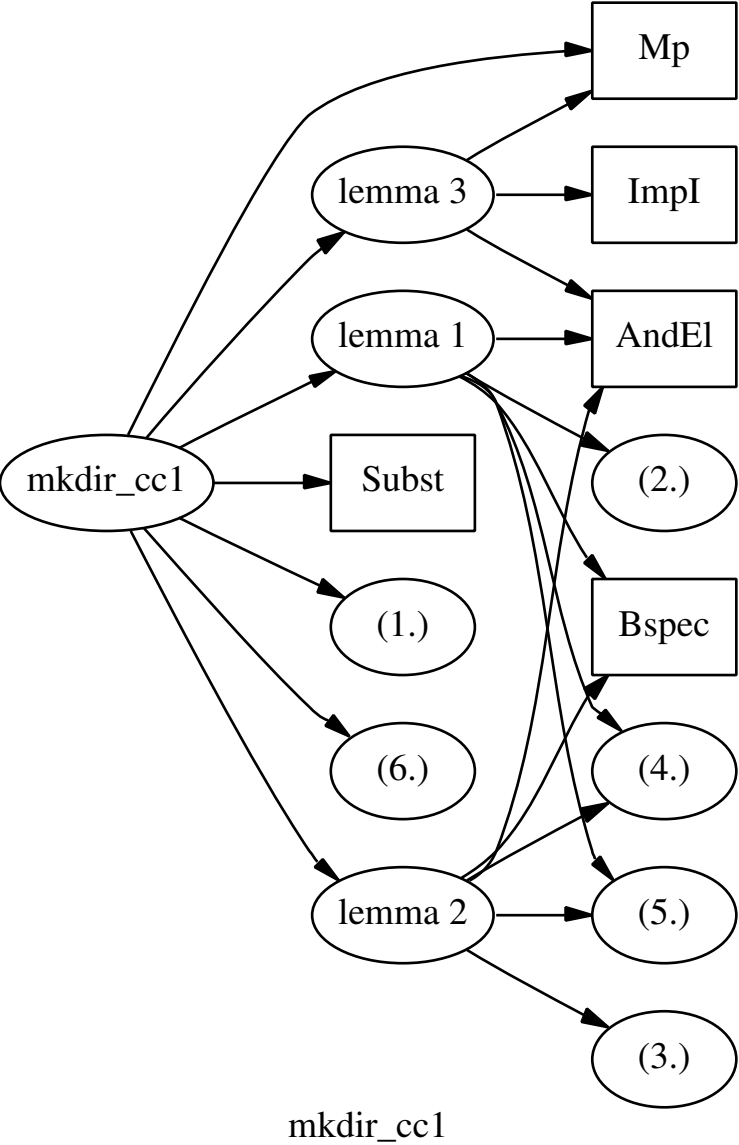 Mp
lemma 3
ImpI
lemma 1
AndEl
mkdir_cc1
Subst
(2.)
(1.)
Bspec
(6.)
(4.)
lemma 2
(5.)
(3.)
mkdir_cc1